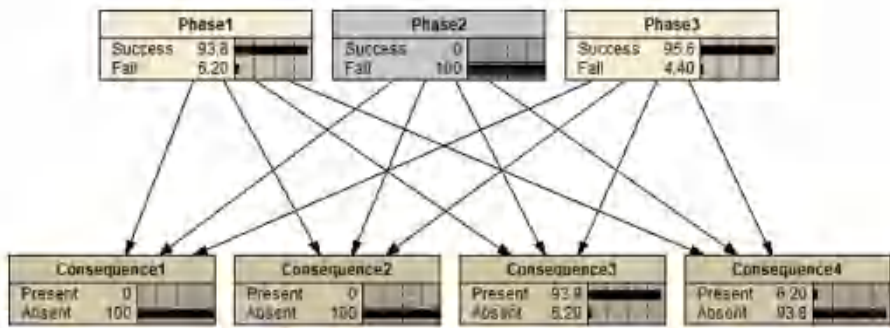 Phase1
Success 93.8
Fail 6.20
Phase2
Success 0
Fail 100
Phase3
Success 95.6
Fail 4.40
Consequence1
Present 0
Absent 100
Consequence2
Present 0
Absent 100
Consequence3
Present 93.8
Absent 6.20
Consequence4
Present 6.20
Absent 93.8